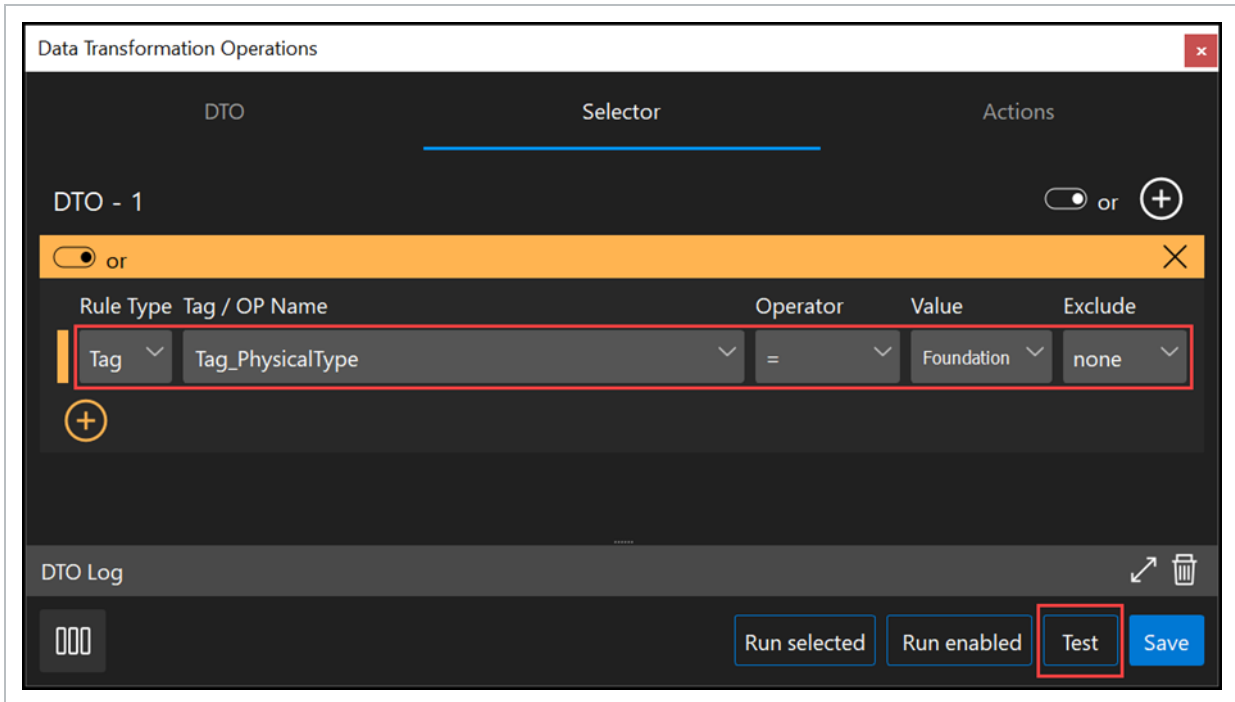 Data Transformation Operations
DTO Selector Actions
DTO - 1 or
or
Rule Type Tag / OP Name Operator Value Exclude
Tag Tag_PhysicalType = Foundation none
DTO Log
Run selected Run enabled Test Save